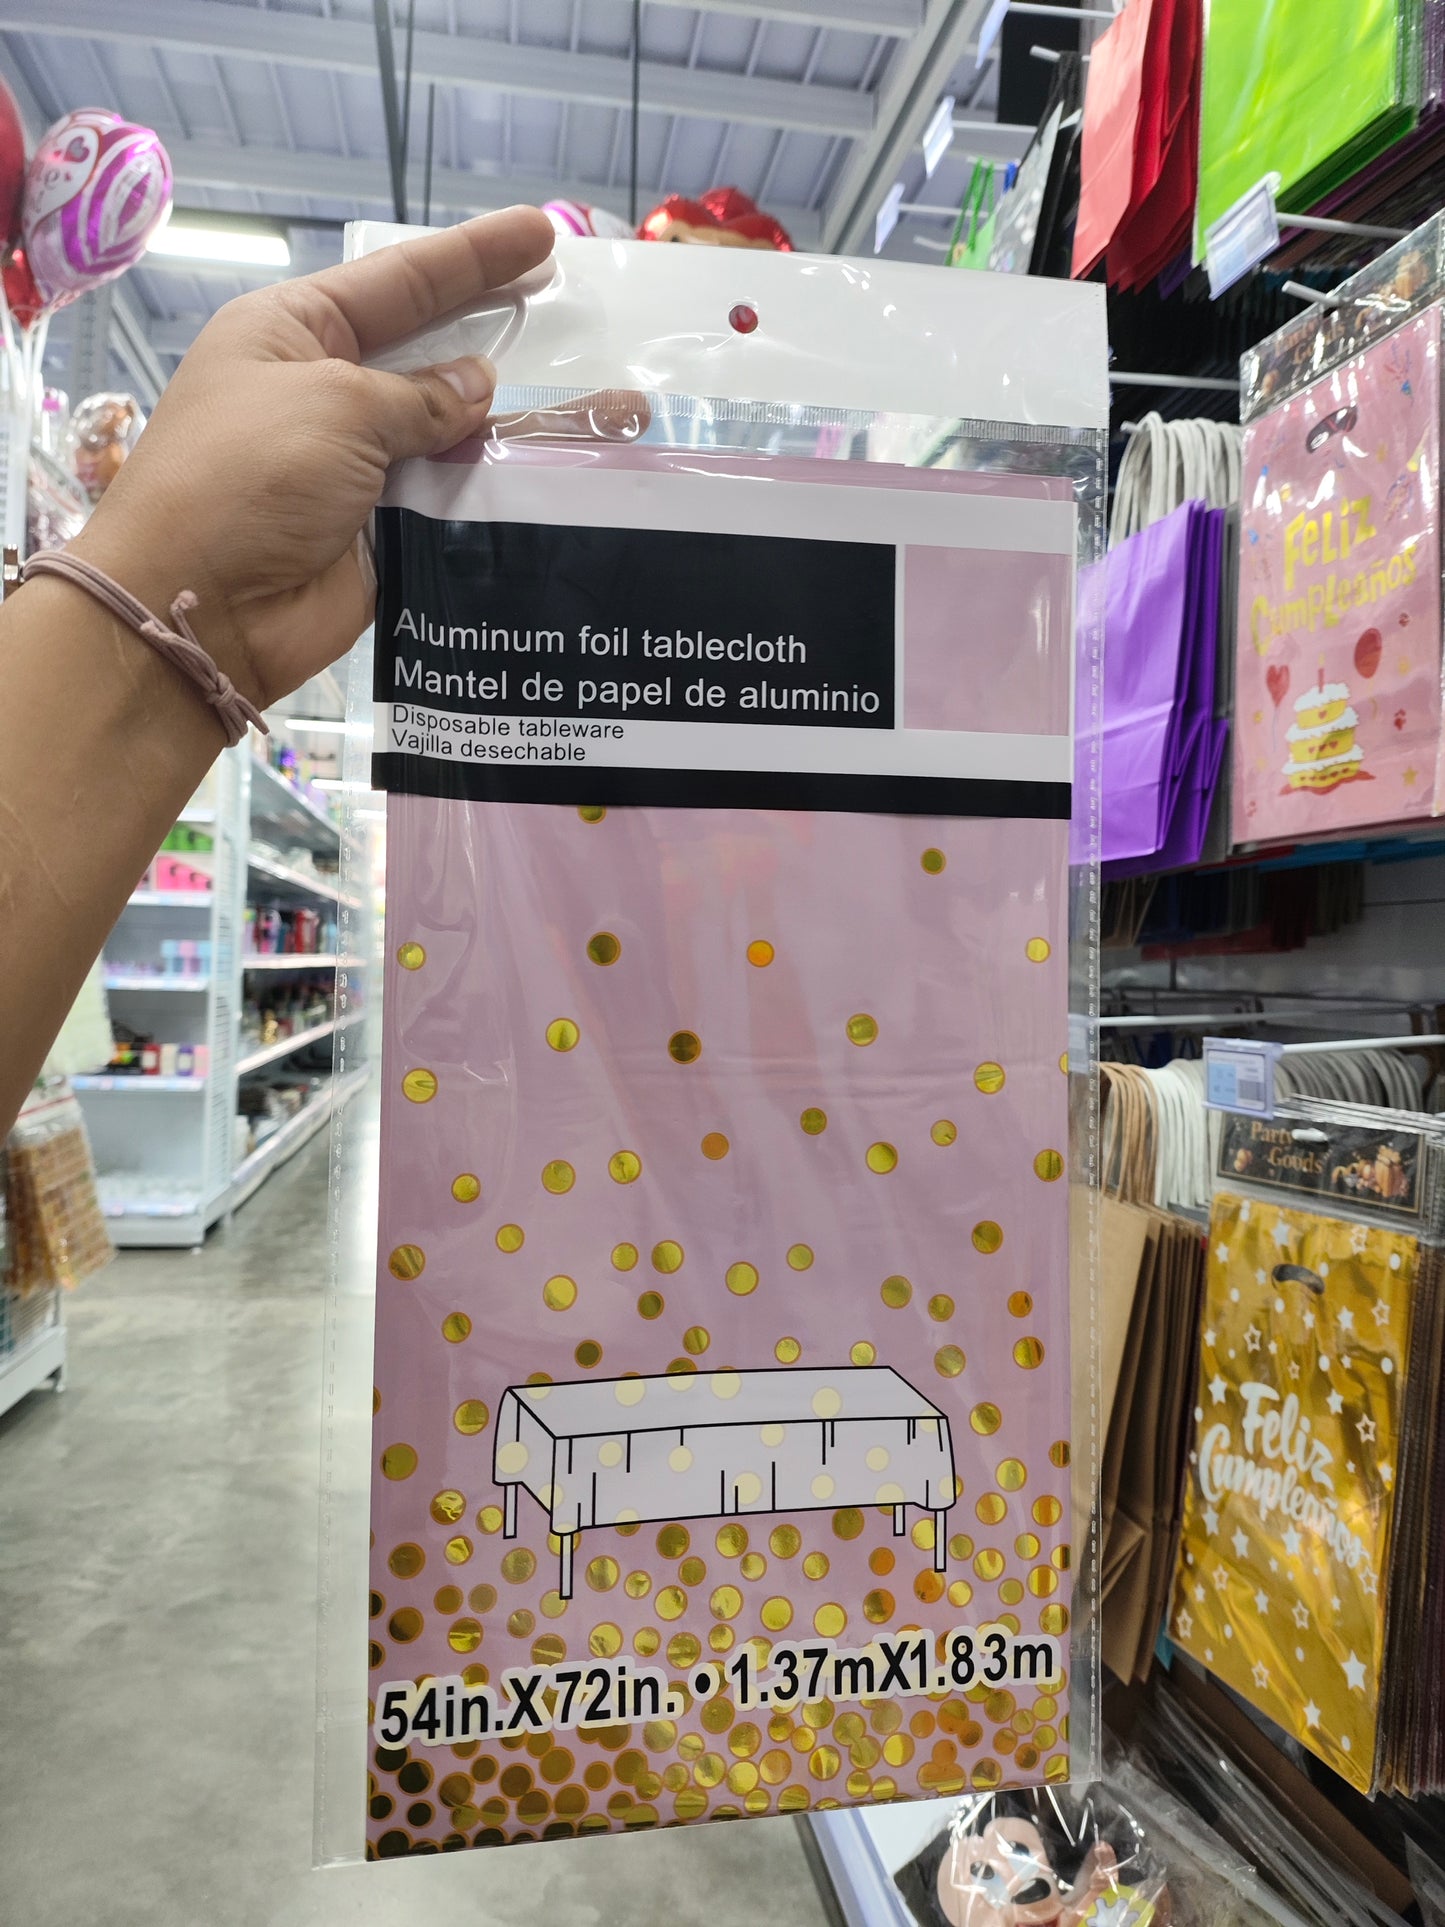 Aluminum foil tablecloth
Mantel de papel de aluminio
Disposable tableware
Vajilla desechable
54in.X72in. • 1.37mX1.83m
Feliz
Cumpleaños
Party
Goods
Feliz
Cumpleaños